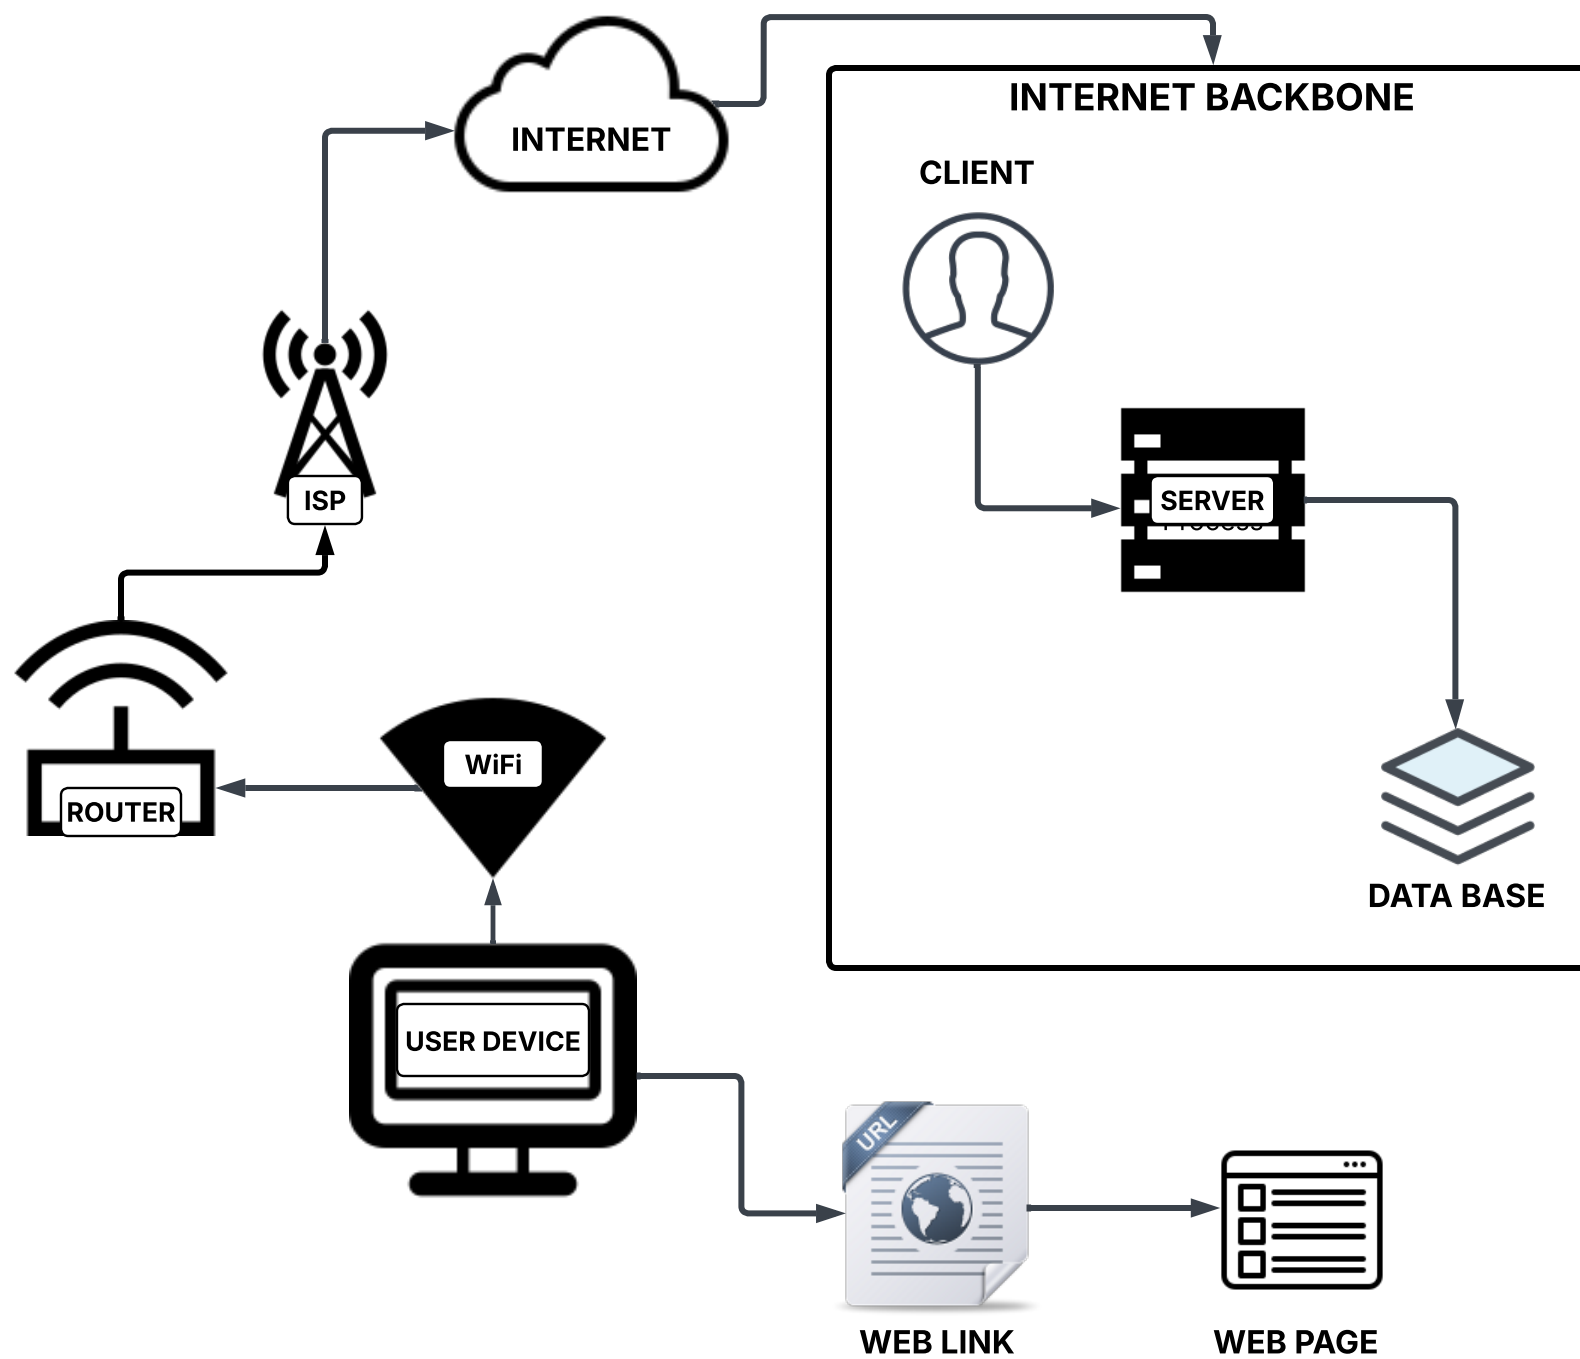 INTERNET
INTERNET BACKBONE
CLIENT
ISP
SERVER
WiFi
ROUTER
DATA BASE
USER DEVICE
URL
WEB LINK
WEB PAGE